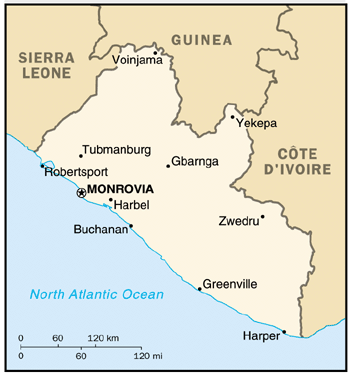 GUINEA
SIERRA
LEONE
Voinjama
Yekepa
Tubmanburg
Gbarnga
CÔTE
D'IVOIRE
Robertsport
MONROVIA
Harbel
Zwedru
Buchanan
Greenville
North Atlantic Ocean
Harper
0 60 120 km
0 60 120 mi